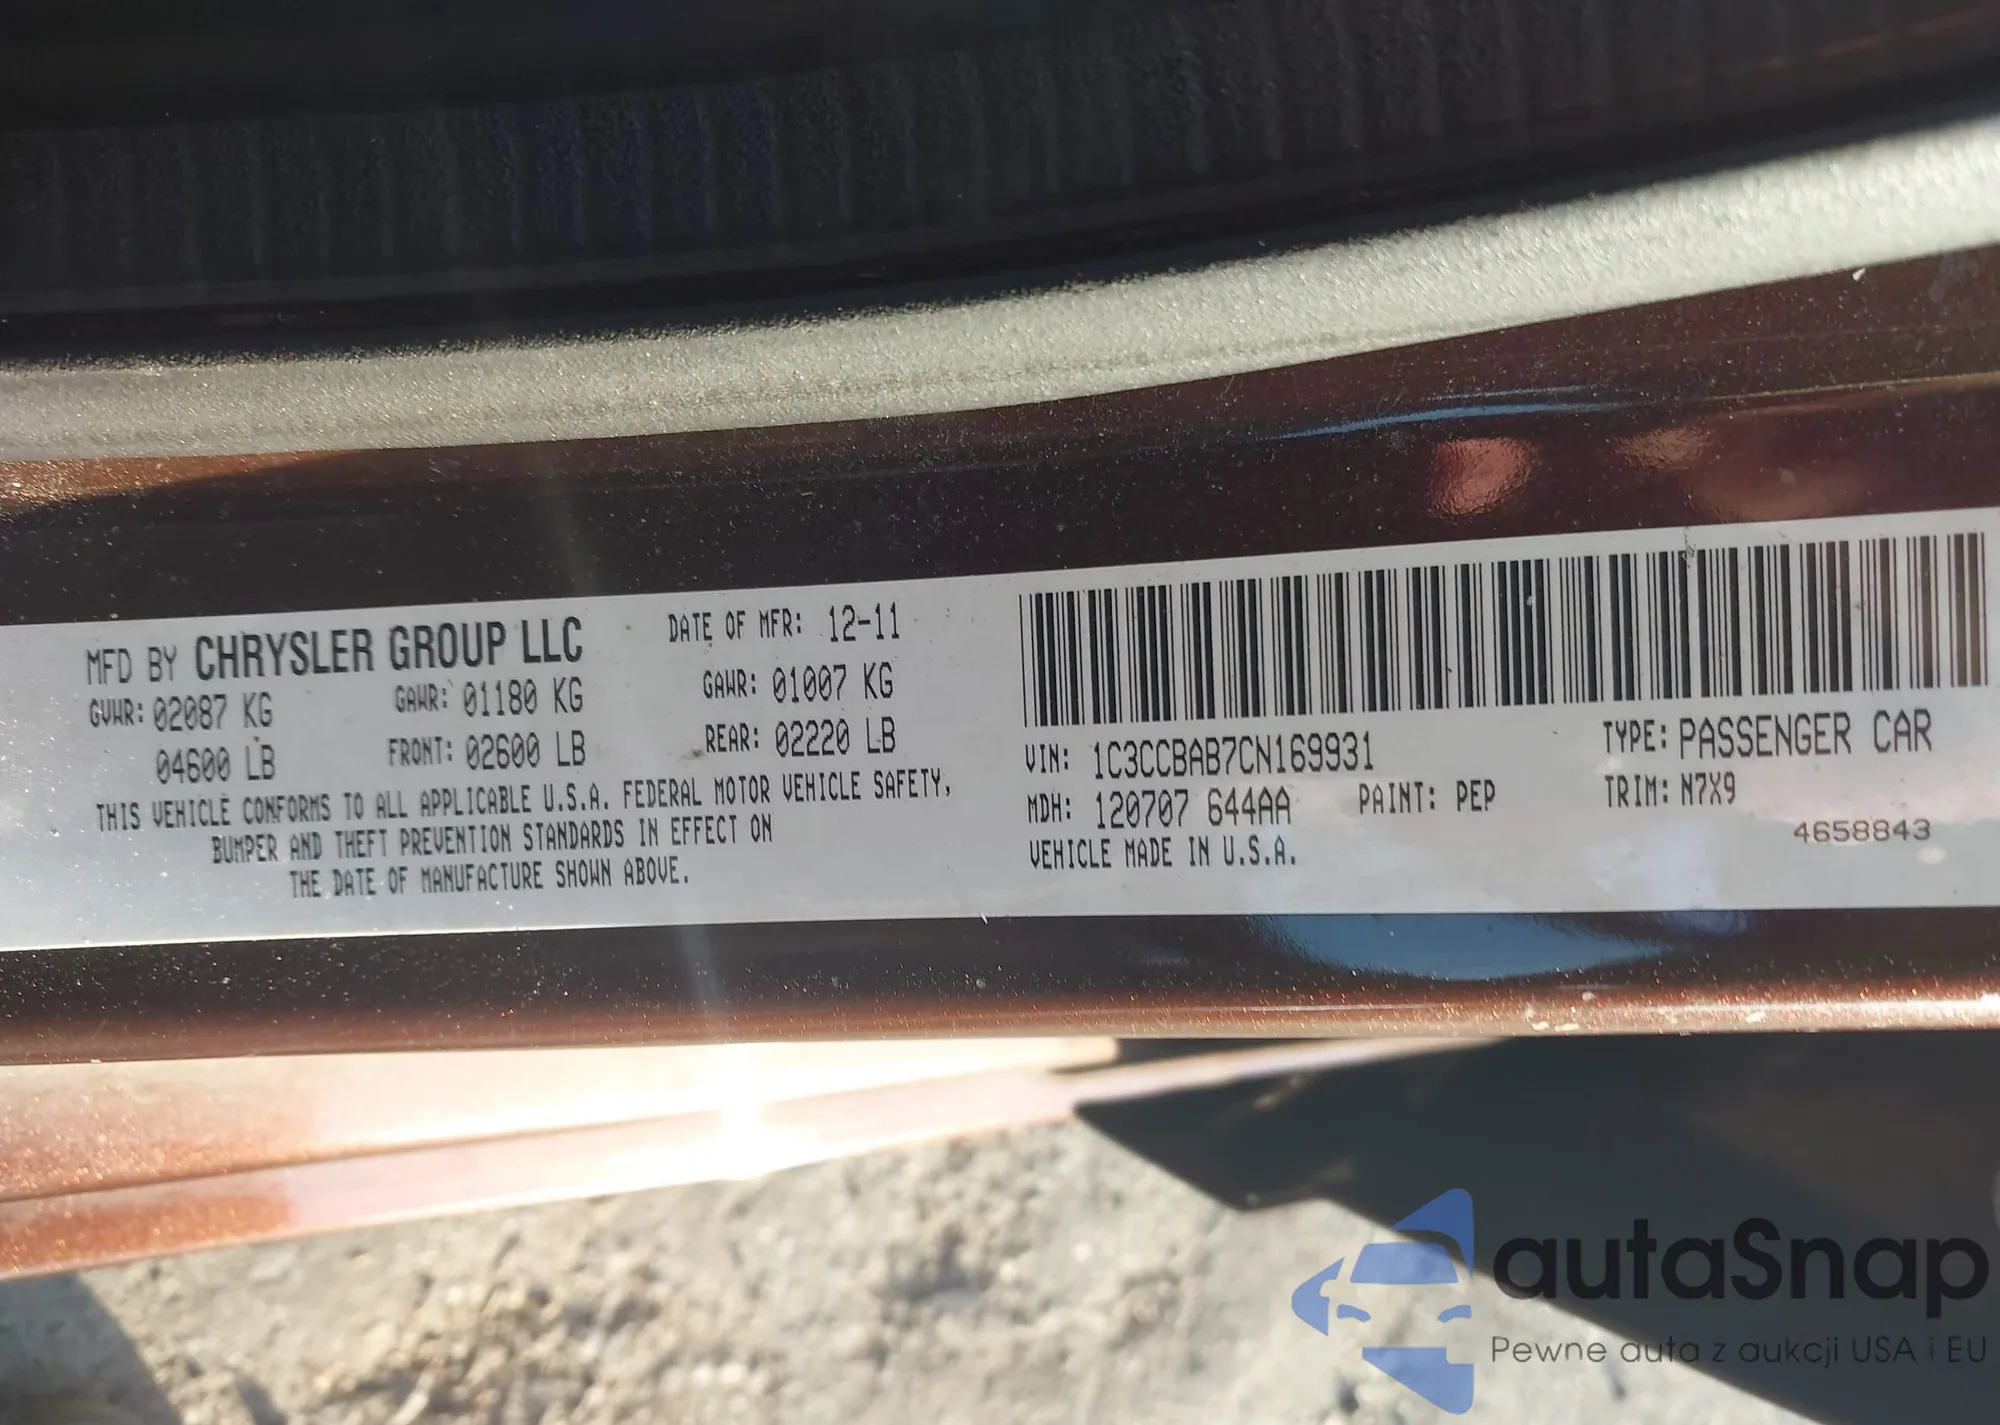 MFD BY CHRYSLER GROUP LLC
DATE OF MFR: 12-11
GVWR: 02087 KG
04600 LB
GAWR: 01180 KG
FRONT: 02600 LB
GAWR: 01007 KG
REAR: 02220 LB
THIS VEHICLE CONFORMS TO ALL APPLICABLE U.S.A. FEDERAL MOTOR VEHICLE SAFETY,
BUMPER AND THEFT PREVENTION STANDARDS IN EFFECT ON
THE DATE OF MANUFACTURE SHOWN ABOVE.
VIN: 1C3CCBAB7CN169931
TYPE: PASSENGER CAR
MDH: 120707 644AA
PAINT: PEP
TRIM: N7X9
VEHICLE MADE IN U.S.A.
4658843
autaSnap
Pewne auta z aukcji USA i EU